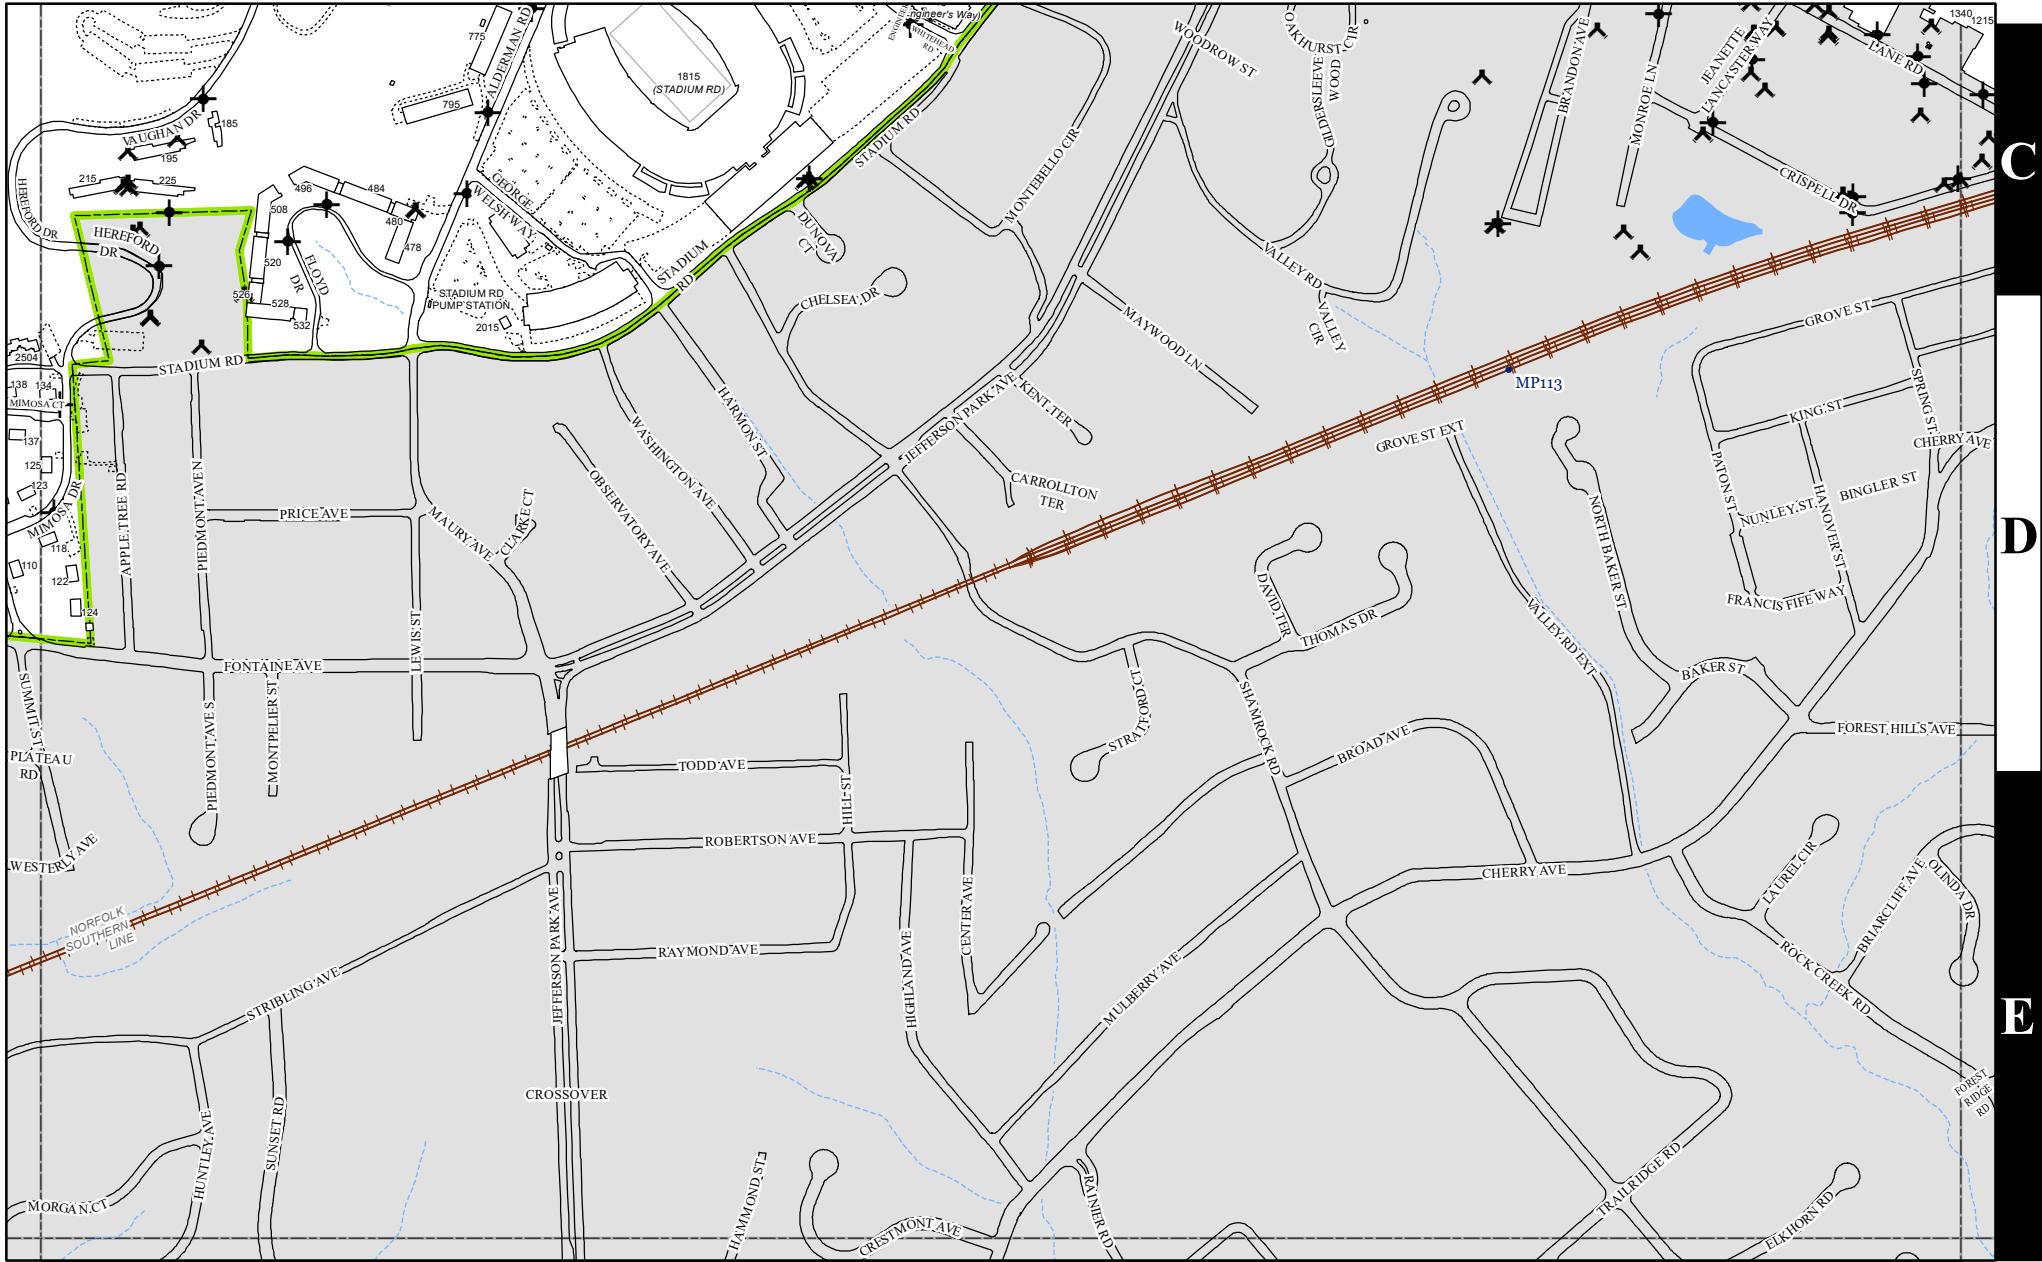 775
ALDERMAN RD
1815
(STADIUM RD)
ngineer's Way)
ENGINEER
WHITEHEAD
RD
WOODROW ST
OAKHURST CIR
GILDERSLEEVE
WOOD
BRANDON AVE
MONROE LN
JEANETTE
LANCASTER WAY
LANE RD
1340
1215
795
VAUGHAN DR
185
195
215
225
496
484
480
478
508
520
526
528
532
HEREFORD DR
HEREFORD
DR
FLOYD
DR
GEORGE
WELSH WAY
STADIUM RD
STADIUM
RD
STADIUM RD
PUMP STATION
2015
DUNOVA
CT
CHELSEA DR
MONTEBELLO CIR
VALLEY RD
VALLEY
CIR
CRISPELL DR
C
MAYWOOD LN
GROVE ST
MP113
2504
138
134
MIMOSA CT
137
125
123
MIMOSA DR
118
110
122
124
STADIUM RD
APPLE TREE RD
PIEDMONT AVE N
PRICE AVE
MAURY AVE
CLARKE CT
LEWIS ST
OBSERVATORY AVE
WASHINGTON AVE
HARMON ST
JEFFERSON PARK AVE
KENT TER
CARROLLTON
TER
GROVE ST EXT
KING ST
SPRING ST
CHERRY AVE
PATON ST
HANOVER ST
BINGLER ST
NUNLEY ST
FRANCIS FIFE WAY
NORTH BAKER ST
D
DAVID TER
THOMAS DR
VALLEY RD EXT
BAKER ST
FOREST HILLS AVE
FONTAINE AVE
SUMMIT ST
PLATEAU
RD
PIEDMONT AVE S
MONTPELIER ST
WESTERLY AVE
STRATFORD CT
SHAMROCK RD
BROAD AVE
TODD AVE
HILL ST
ROBERTSON AVE
CENTER AVE
HIGHLAND AVE
RAYMOND AVE
JEFFERSON PARK AVE
NORFOLK
SOUTHERN
LINE
STRIBLING AVE
CHERRY AVE
LAUREL CIR
BRIARCLIFF AVE
OLINDA DR
ROCK CREEK RD
MULBERRY AVE
E
CROSSOVER
FOREST
RIDGE
RD
HUNTLEY AVE
SUNSET RD
MORGAN CT
HAMMOND ST
CRESTMONT AVE
RAINIER RD
TRAILRIDGE RD
ELKHORN RD